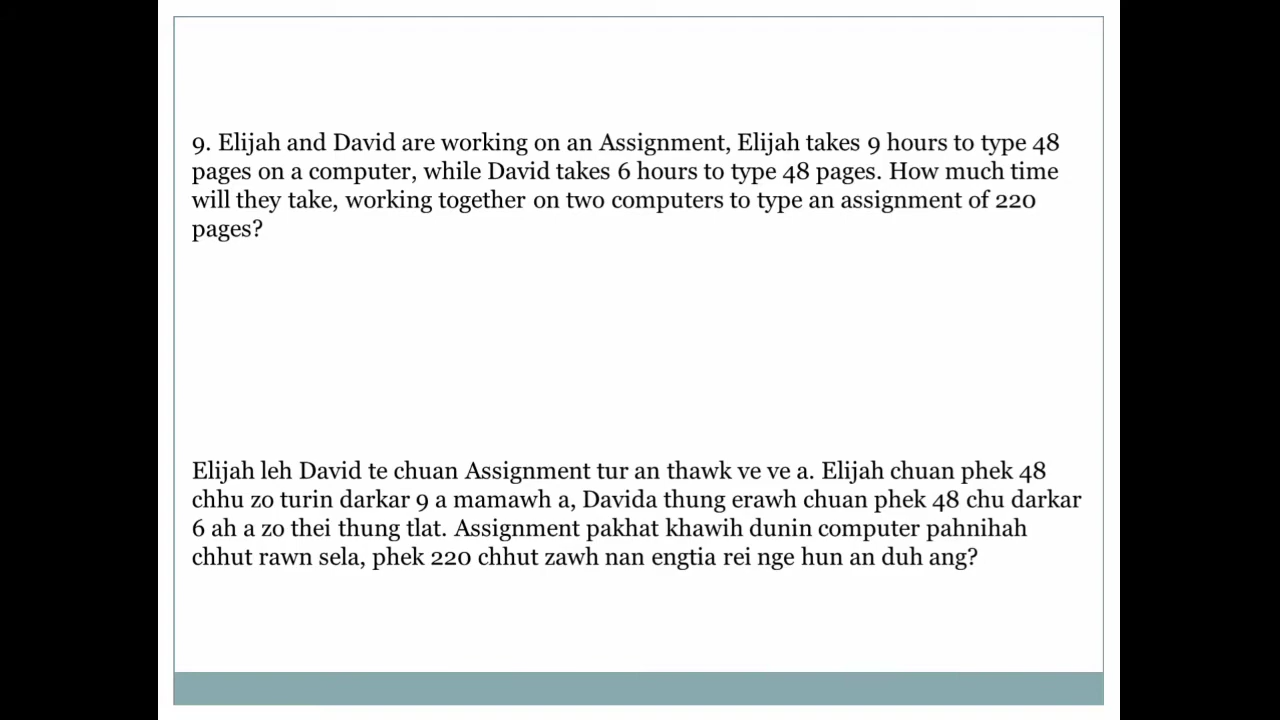 9. Elijah and David are working on an Assignment, Elijah takes 9 hours to type 48
pages on a computer, while David takes 6 hours to type 48 pages. How much time
will they take, working together on two computers to type an assignment of 220
pages?
Elijah leh David te chuan Assignment tur an thawk ve ve a. Elijah chuan phek 48
chhu zo turin darkar 9 a mamawh a, Davida thung erawh chuan phek 48 chu darkar
6 ah a zo thei thung tlat. Assignment pakhat khawih dunin computer pahnihah
chhut rawn sela, phek 220 chhut zawh nan engtia rei nge hun an duh ang?